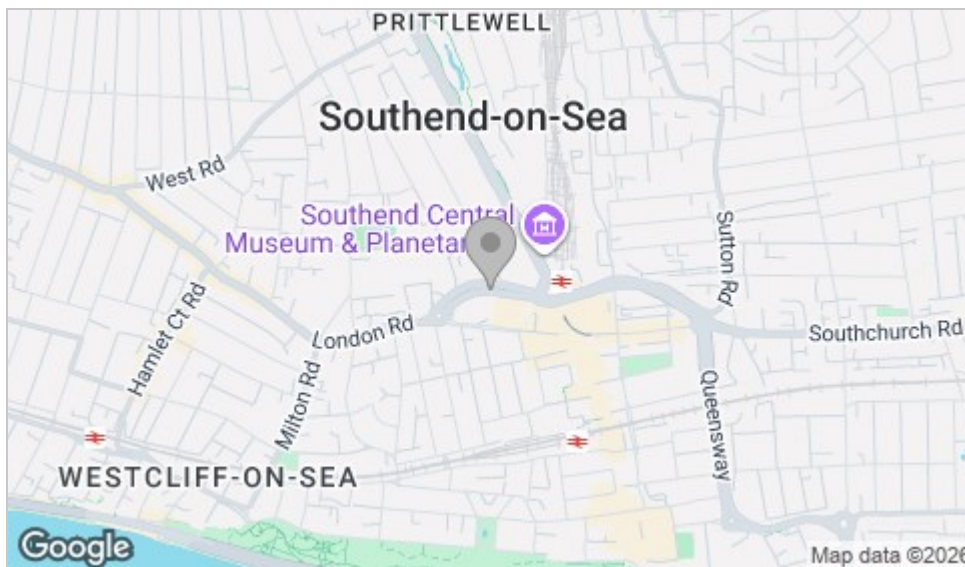 PRITTLEWELL
Southend-on-Sea
West Rd
Southend Central
Museum & Planetar
Sutton Rd
Hamlet Ct Rd
London Rd
Southchurch Rd
Milton Rd
Queensway
WESTCLIFF-ON-SEA
Google
Map data ©2026